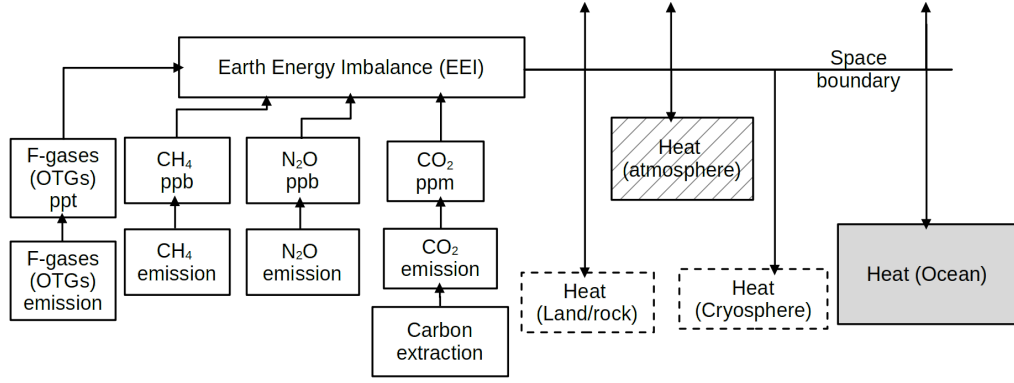 Earth Energy Imbalance (EEI)
Space
boundary
F-gases
(OTGs)
ppt
CH₄
ppb
N₂O
ppb
CO₂
ppm
Heat
(atmosphere)
F-gases
(OTGs)
emission
CH₄
emission
N₂O
emission
CO₂
emission
Carbon
extraction
Heat
(Land/rock)
Heat
(Cryosphere)
Heat (Ocean)